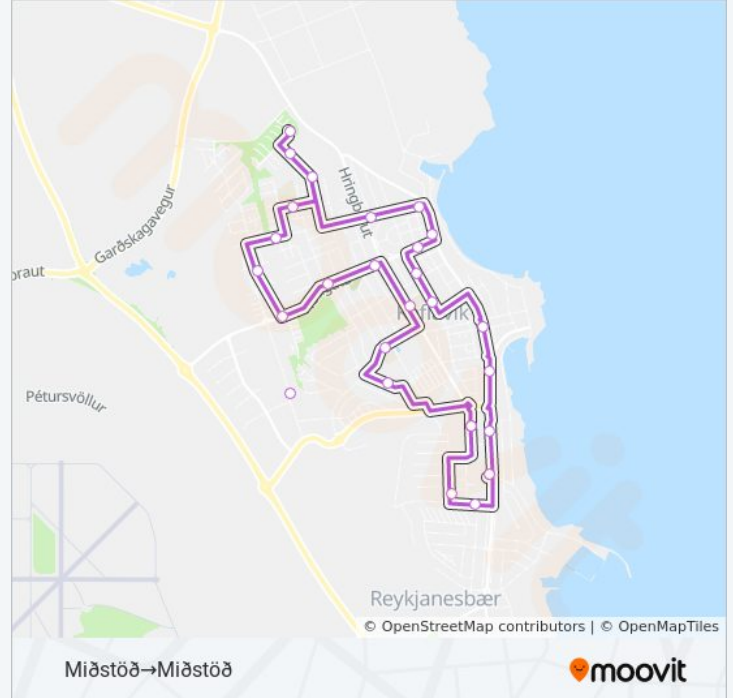 Hringbraut
Garðskagavegur
braut
Keflavík
Pétursvöllur
Reykjanesbær
© OpenStreetMap contributors | © OpenMapTiles
Miðstöð→Miðstöð
moovit